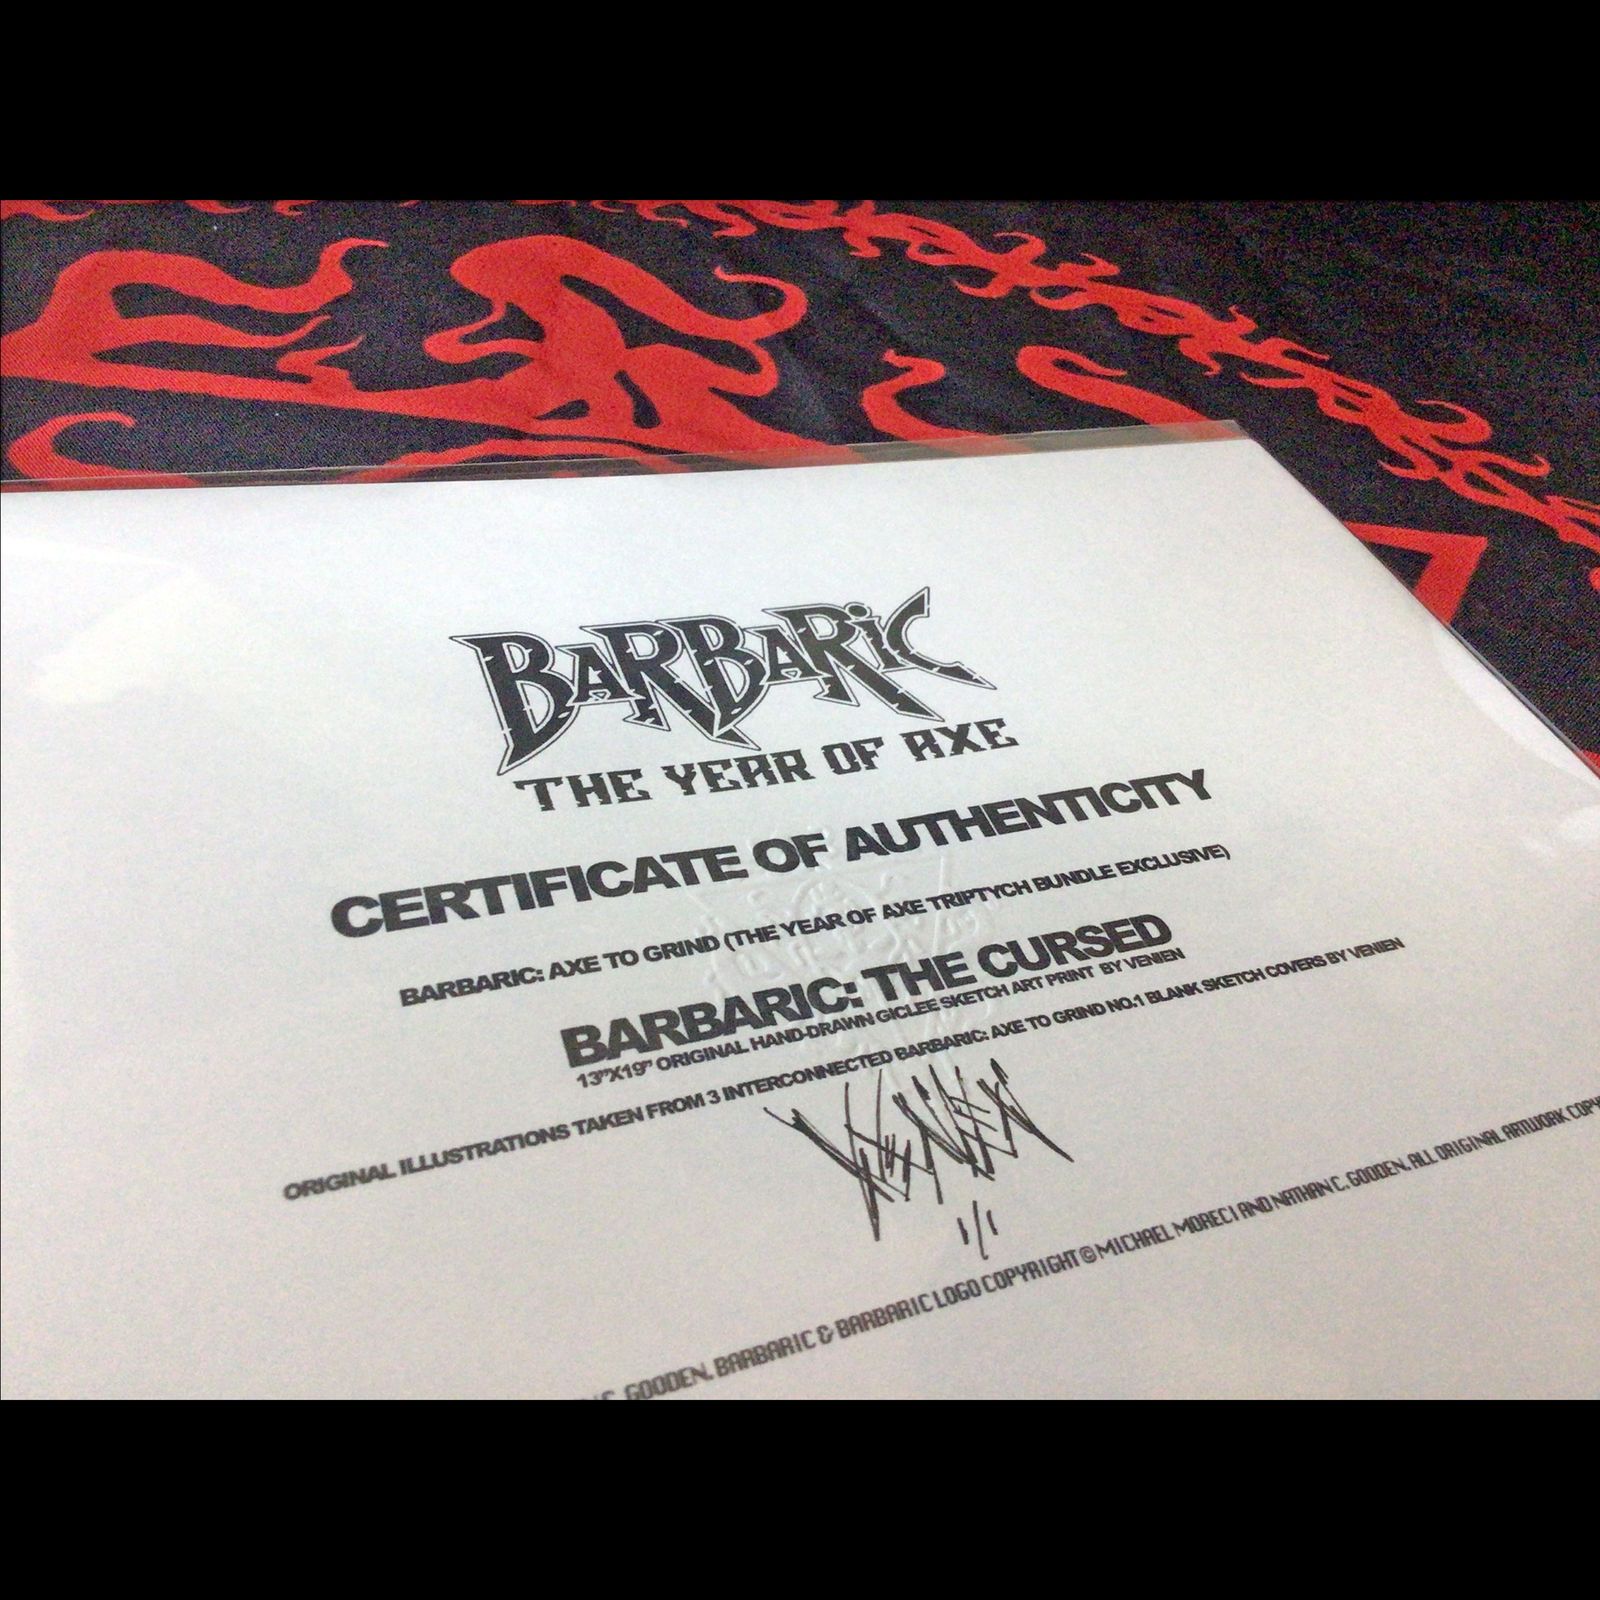 BARBARIC
THE YEAR OF AXE
CERTIFICATE OF AUTHENTICITY
BARBARIC: AXE TO GRIND (THE YEAR OF AXE TRIPTYCH BUNDLE EXCLUSIVE)
BARBARIC: THE CURSED
13"X19" ORIGINAL HAND-DRAWN GICLEE SKETCH ART PRINT BY VENIEN
ORIGINAL ILLUSTRATIONS TAKEN FROM 3 INTERCONNECTED BARBARIC: AXE TO GRIND NO.1 BLANK SKETCH COVERS BY VENIEN
VENIEN
1/1
C. GOODEN. BARBARIC & BARBARIC LOGO COPYRIGHT © MICHAEL MORECI AND NATHAN C. GOODEN. ALL ORIGINAL ARTWORK COPY